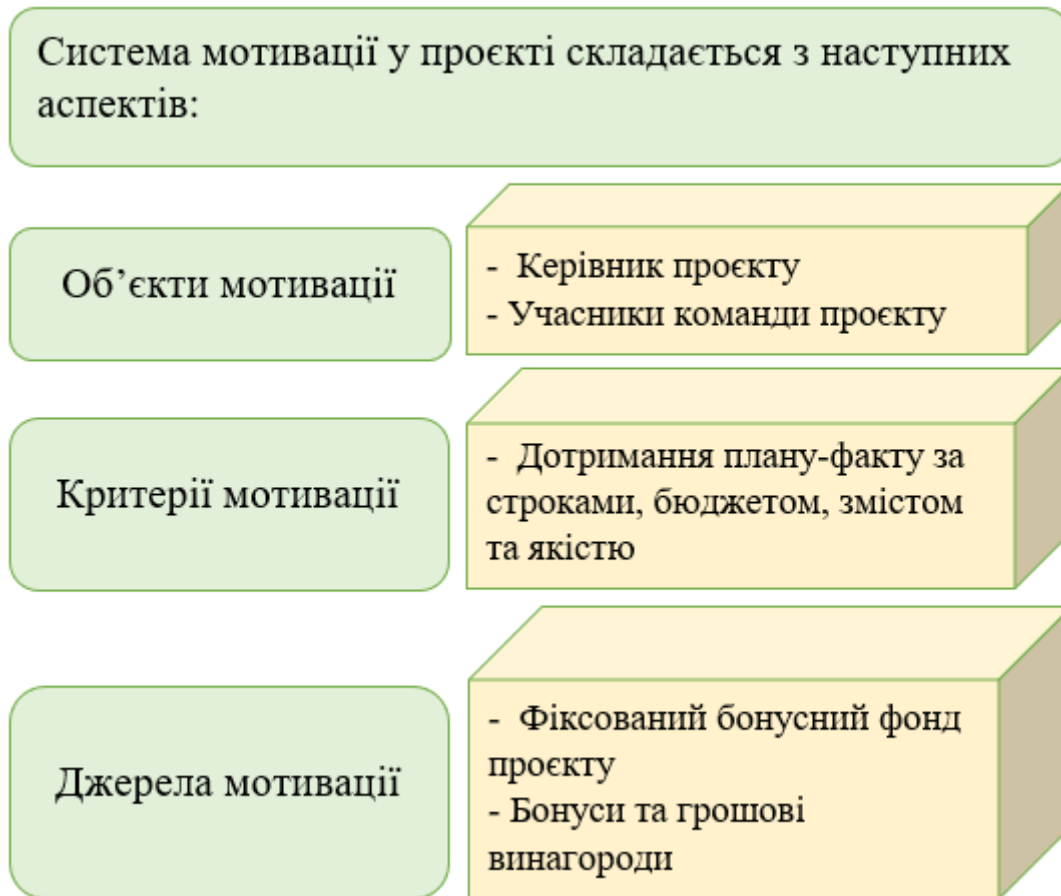 Система мотивації у проєкті складається з наступних
аспектів:
Об’єкти мотивації
- Керівник проєкту
- Учасники команди проєкту
Критерії мотивації
- Дотримання плану-факту за
строками, бюджетом, змістом
та якістю
Джерела мотивації
- Фіксований бонусний фонд
проєкту
- Бонуси та грошові
винагороди